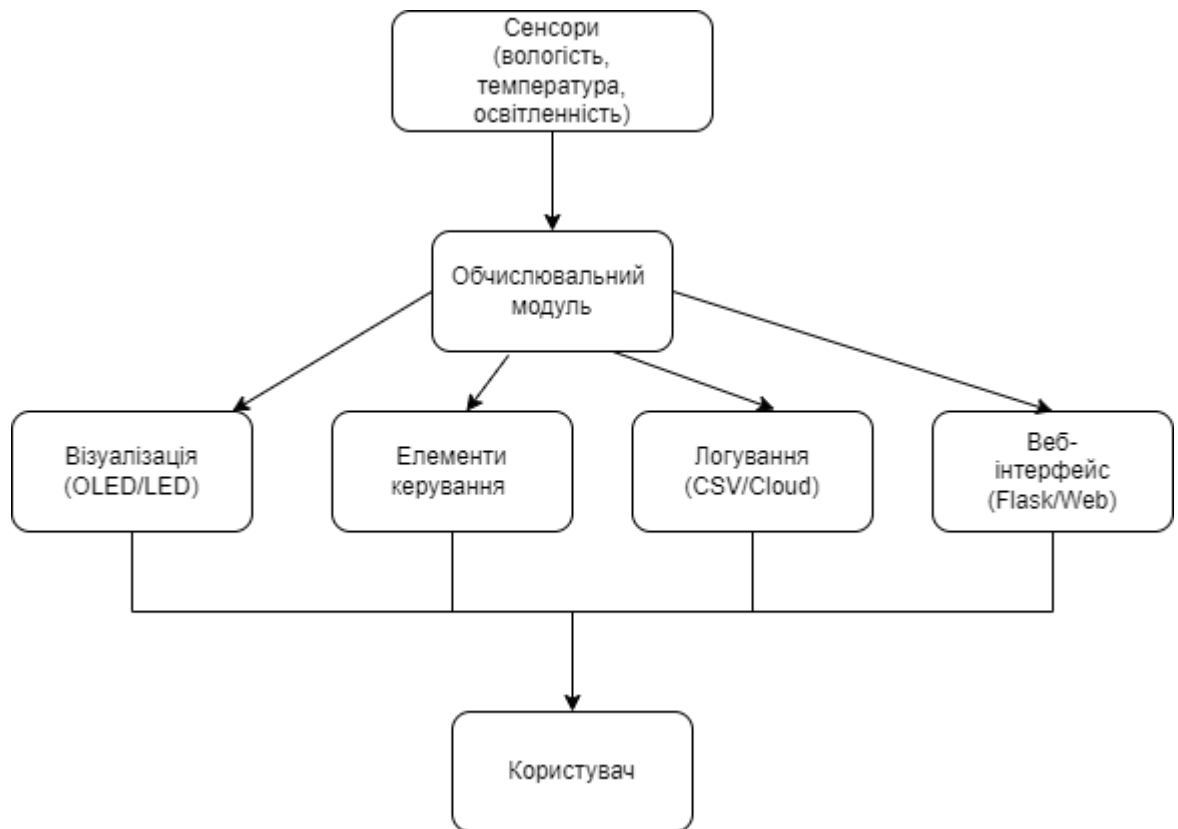 Сенсори
(вологість,
температура,
освітленність)
Обчислювальний
модуль
Візуалізація
(OLED/LED)
Елементи
керування
Логування
(CSV/Cloud)
Веб-
інтерфейс
(Flask/Web)
Користувач